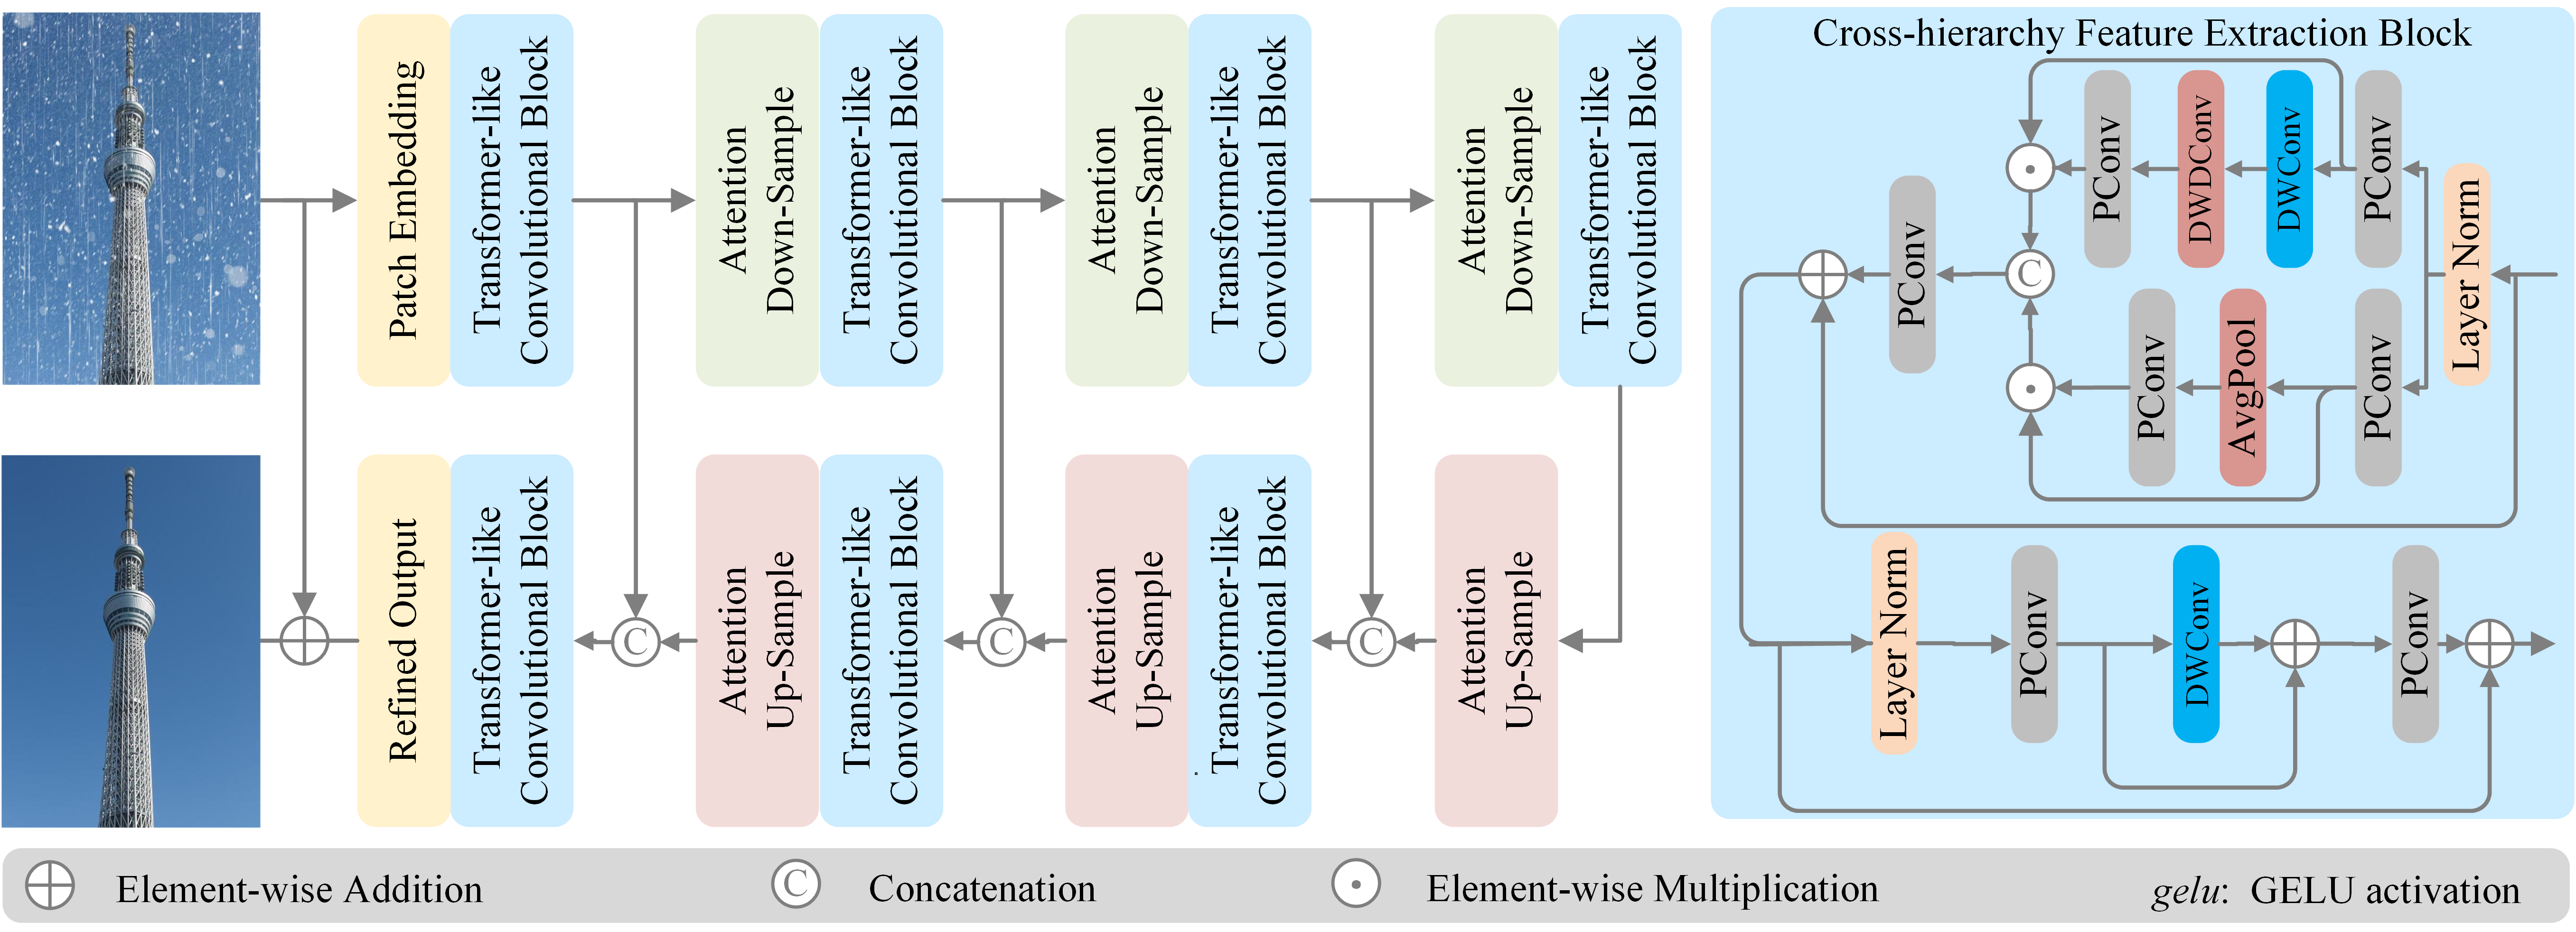 Patch Embedding
Transformer-like
Convolutional Block
Attention
Down-Sample
Transformer-like
Convolutional Block
Attention
Down-Sample
Transformer-like
Convolutional Block
Attention
Down-Sample
Transformer-like
Convolutional Block
Refined Output
Transformer-like
Convolutional Block
C
Attention
Up-Sample
Transformer-like
Convolutional Block
C
Attention
Up-Sample
Transformer-like
Convolutional Block
C
Attention
Up-Sample
Cross-hierarchy Feature Extraction Block
PConv
DWDConv
DWConv
PConv
Layer Norm
PConv
C
PConv
AvgPool
PConv
Layer Norm
PConv
DWConv
PConv
Element-wise Addition
C
Concatenation
Element-wise Multiplication
gelu: GELU activation